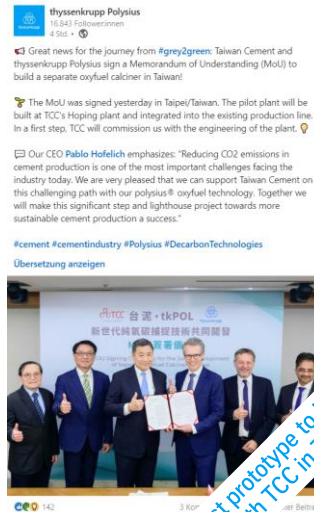 thyssenkrupp Polysius
16.843 Follower:innen
4 Std. •
Great news for the journey from #grey2green: Taiwan Cement and
thyssenkrupp Polysius sign a Memorandum of Understanding (MoU) to
build a separate oxyfuel calciner in Taiwan!
The MoU was signed yesterday in Taipei/Taiwan. The pilot plant will be
built at TCC's Hoping plant and integrated into the existing production line.
In a first step, TCC will commission us with the engineering of the plant.
Our CEO Pablo Hofelich emphasizes: "Reducing CO2 emissions in
cement production is one of the most important challenges facing the
industry today. We are very pleased that we can support Taiwan Cement on
this challenging path with our polysius® oxyfuel technology. Together we
will make this significant step and lighthouse project towards more
sustainable cement production a success."
#cement #cementindustry #Polysius #DecarbonTechnologies
Übersetzung anzeigen
TCC 台泥 • tkPOL
新世代純氧碳捕捉技術共同開發
142
prototype to
TCC in